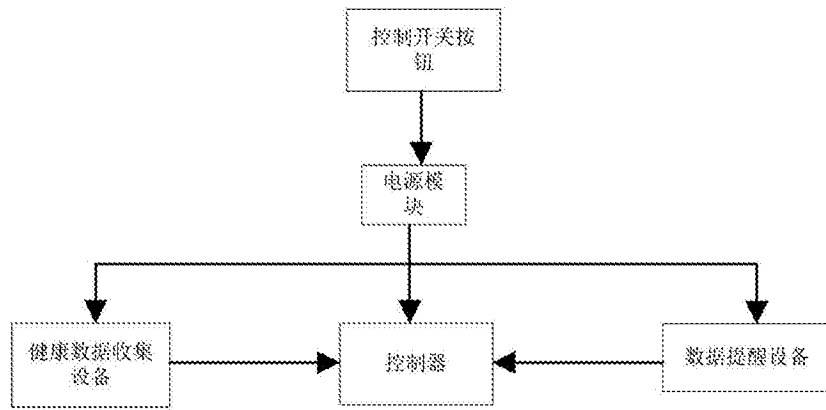 控制开关按
钮
电源模
块
健康数据收集
设备
控制器
数据提醒设备